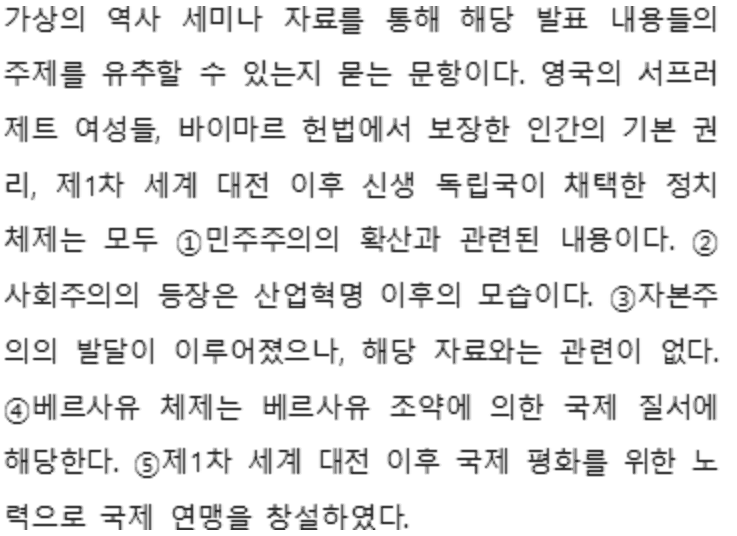 가상의 역사 세미나 자료를 통해 해당 발표 내용들의
주제를 유추할 수 있는지 묻는 문항이다. 영국의 서프러
제트 여성들, 바이마르 헌법에서 보장한 인간의 기본 권
리, 제1차 세계 대전 이후 신생 독립국이 채택한 정치
체제는 모두 ①민주주의의 확산과 관련된 내용이다. ②
사회주의의 등장은 산업혁명 이후의 모습이다. ③자본주
의의 발달이 이루어졌으나, 해당 자료와는 관련이 없다.
④베르사유 체제는 베르사유 조약에 의한 국제 질서에
해당한다. ⑤제1차 세계 대전 이후 국제 평화를 위한 노
력으로 국제 연맹을 창설하였다.